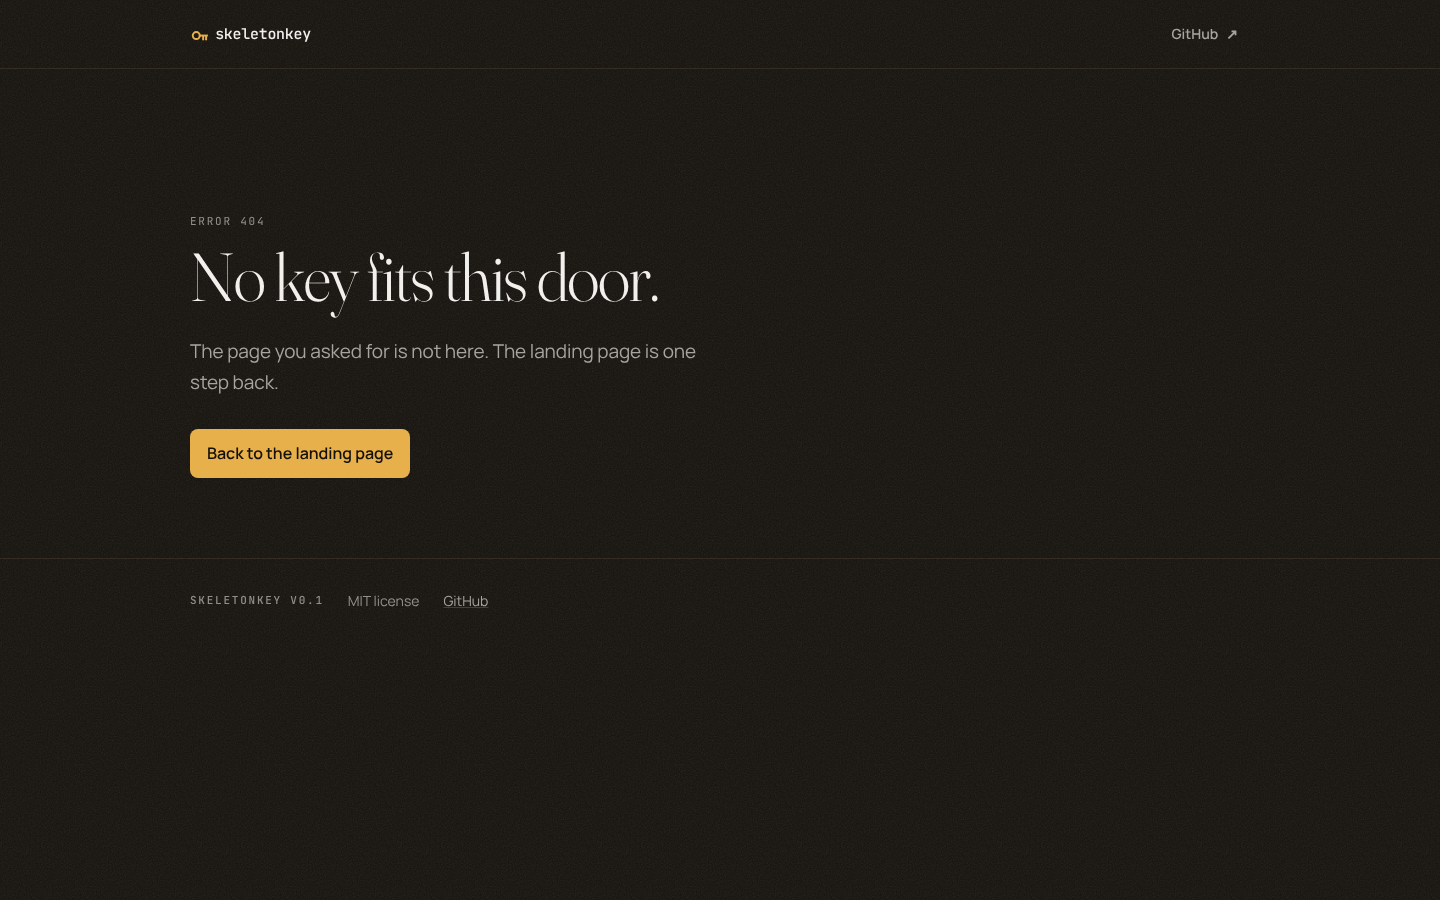 skeletonkey
GitHub ↗
ERROR 404
No key fits this door.
The page you asked for is not here. The landing page is one
step back.
Back to the landing page
SKELETONKEY V0.1 MIT license GitHub